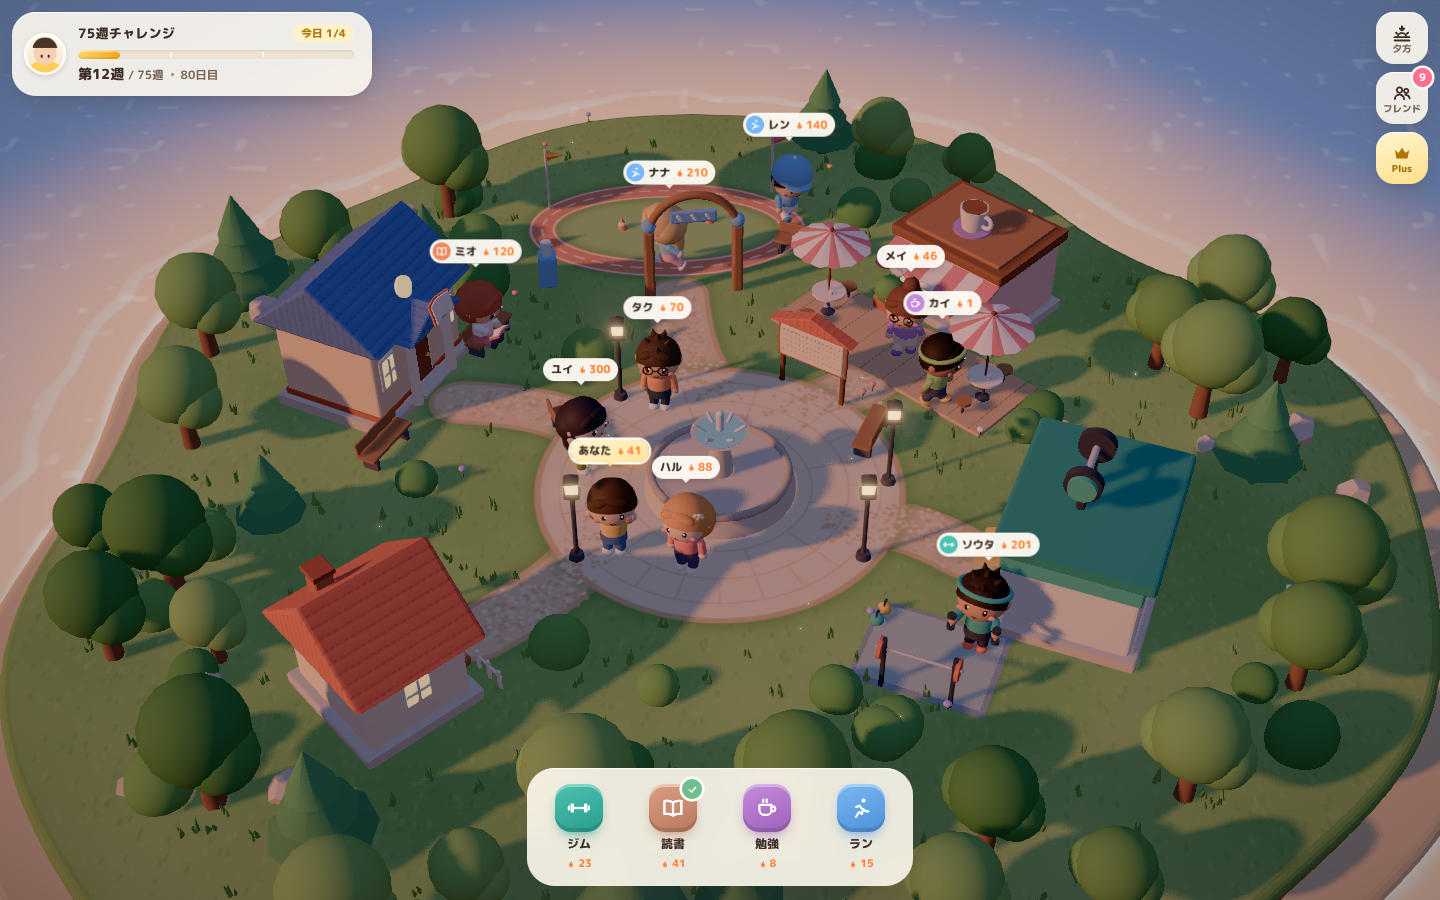 75週チャレンジ
今日 1/4
第12週 / 75週 ・ 80日目
夕方
9
フレンド
Plus
レン 140
ナナ 210
ミオ 120
メイ 46
カイ 1
タク 70
ユイ 300
あなた 41
ハル 88
ソウタ 201
ジム
読書
勉強
ラン
23
41
8
15